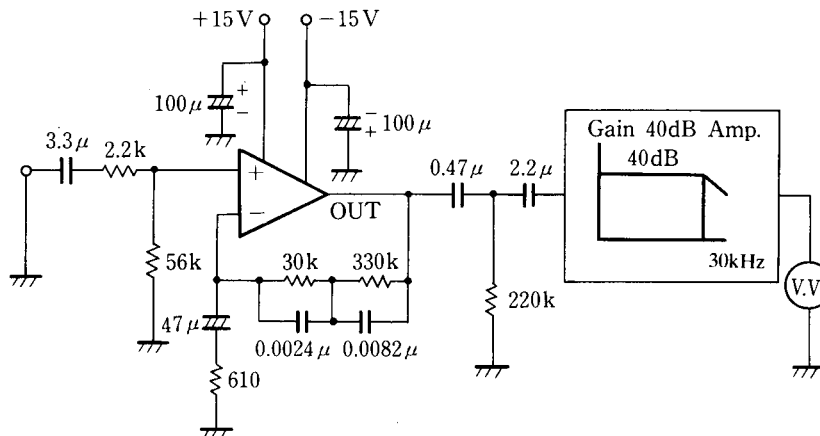 +15V
−15V
100μ
+
−
−
+
100μ
3.3μ
2.2k
+
−
OUT
0.47μ
2.2μ
Gain 40dB Amp.
40dB
30kHz
56k
30k
330k
220k
V.V
47μ
0.0024μ
0.0082μ
610